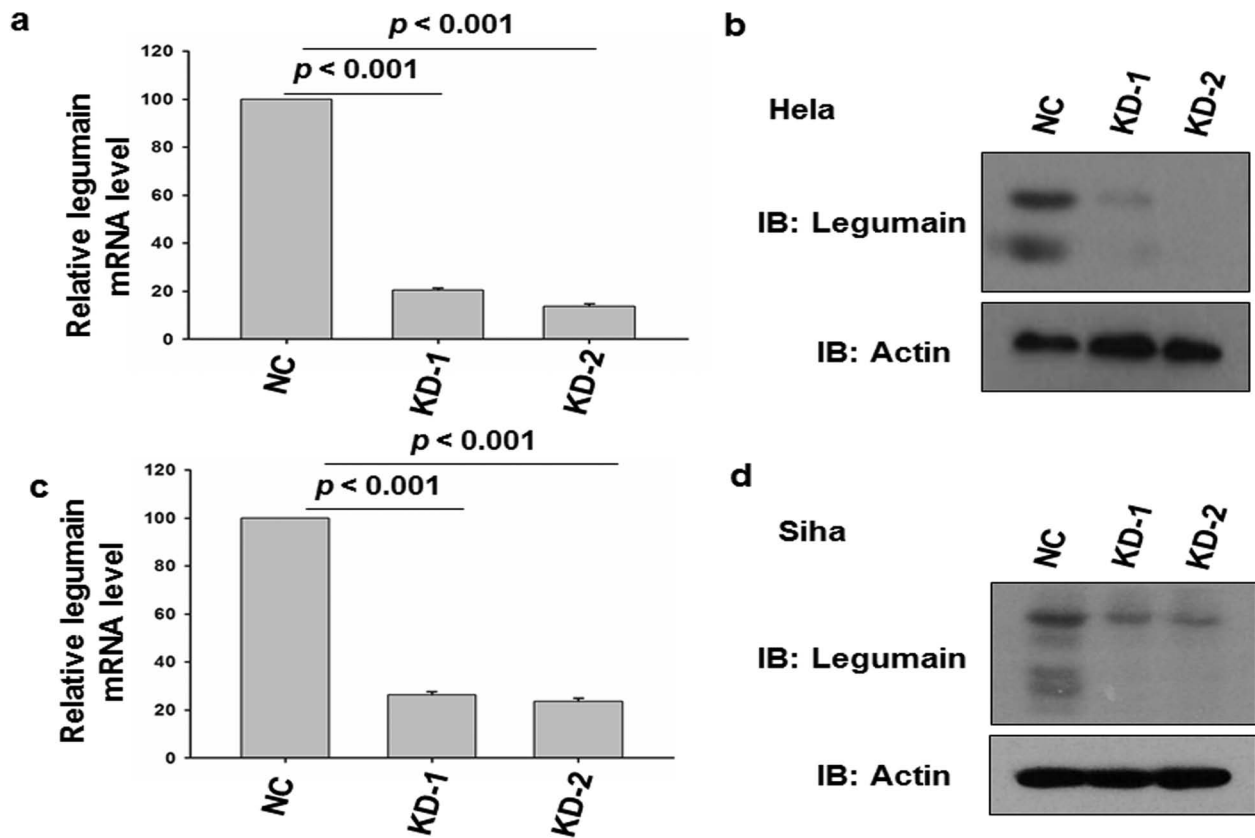 a
p < 0.001
p < 0.001
120
100
80
60
40
20
0
Relative legumain
mRNA level
NC
KD-1
KD-2
b
Hela
NC
KD-1
KD-2
IB: Legumain
IB: Actin
c
p < 0.001
p < 0.001
120
100
80
60
40
20
0
Relative legumain
mRNA level
NC
KD-1
KD-2
d
Siha
NC
KD-1
KD-2
IB: Legumain
IB: Actin